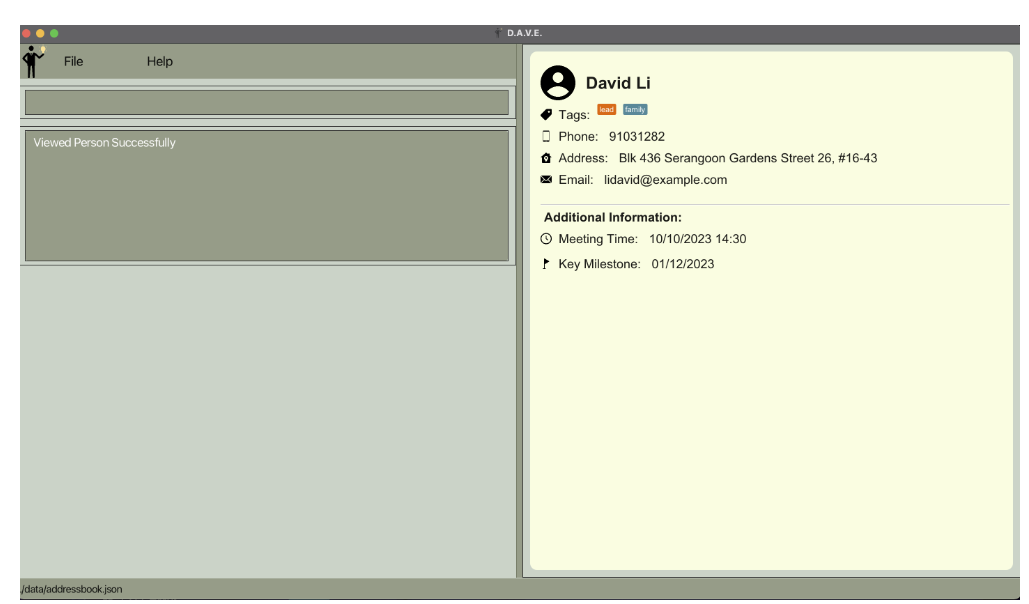 D.A.V.E.
File Help
Viewed Person Successfully
David Li
Tags: lead family
Phone: 91031282
Address: Blk 436 Serangoon Gardens Street 26, #16-43
Email: lidavid@example.com
Additional Information:
Meeting Time: 10/10/2023 14:30
Key Milestone: 01/12/2023
./data/addressbook.json